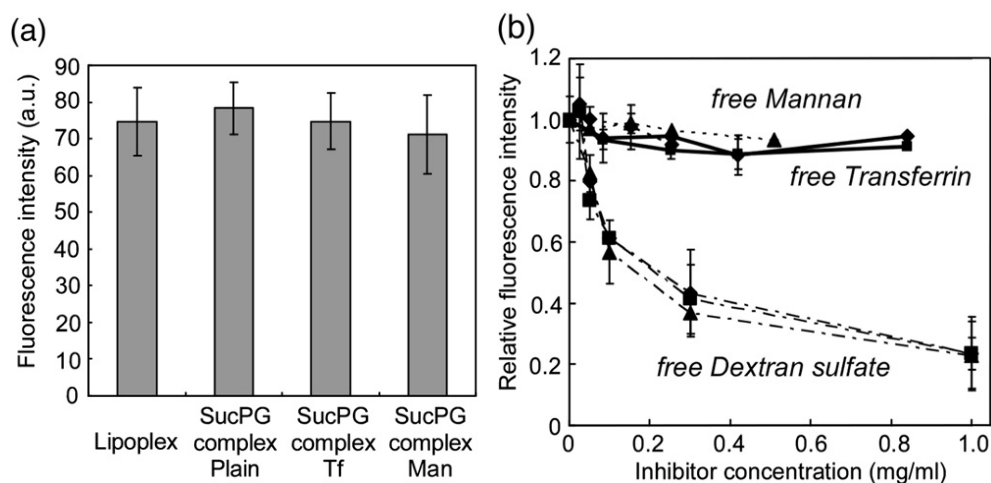 (a)
Fluorescence intensity (a.u.)
90
80
70
60
50
40
30
20
10
0
Lipoplex
SucPG
complex
Plain
SucPG
complex
Tf
SucPG
complex
Man
(b)
Relative fluorescence intensity
1.2
1.0
0.8
0.6
0.4
0.2
0
free Mannan
free Transferrin
free Dextran sulfate
0
0.2
0.4
0.6
0.8
1.0
Inhibitor concentration (mg/ml)